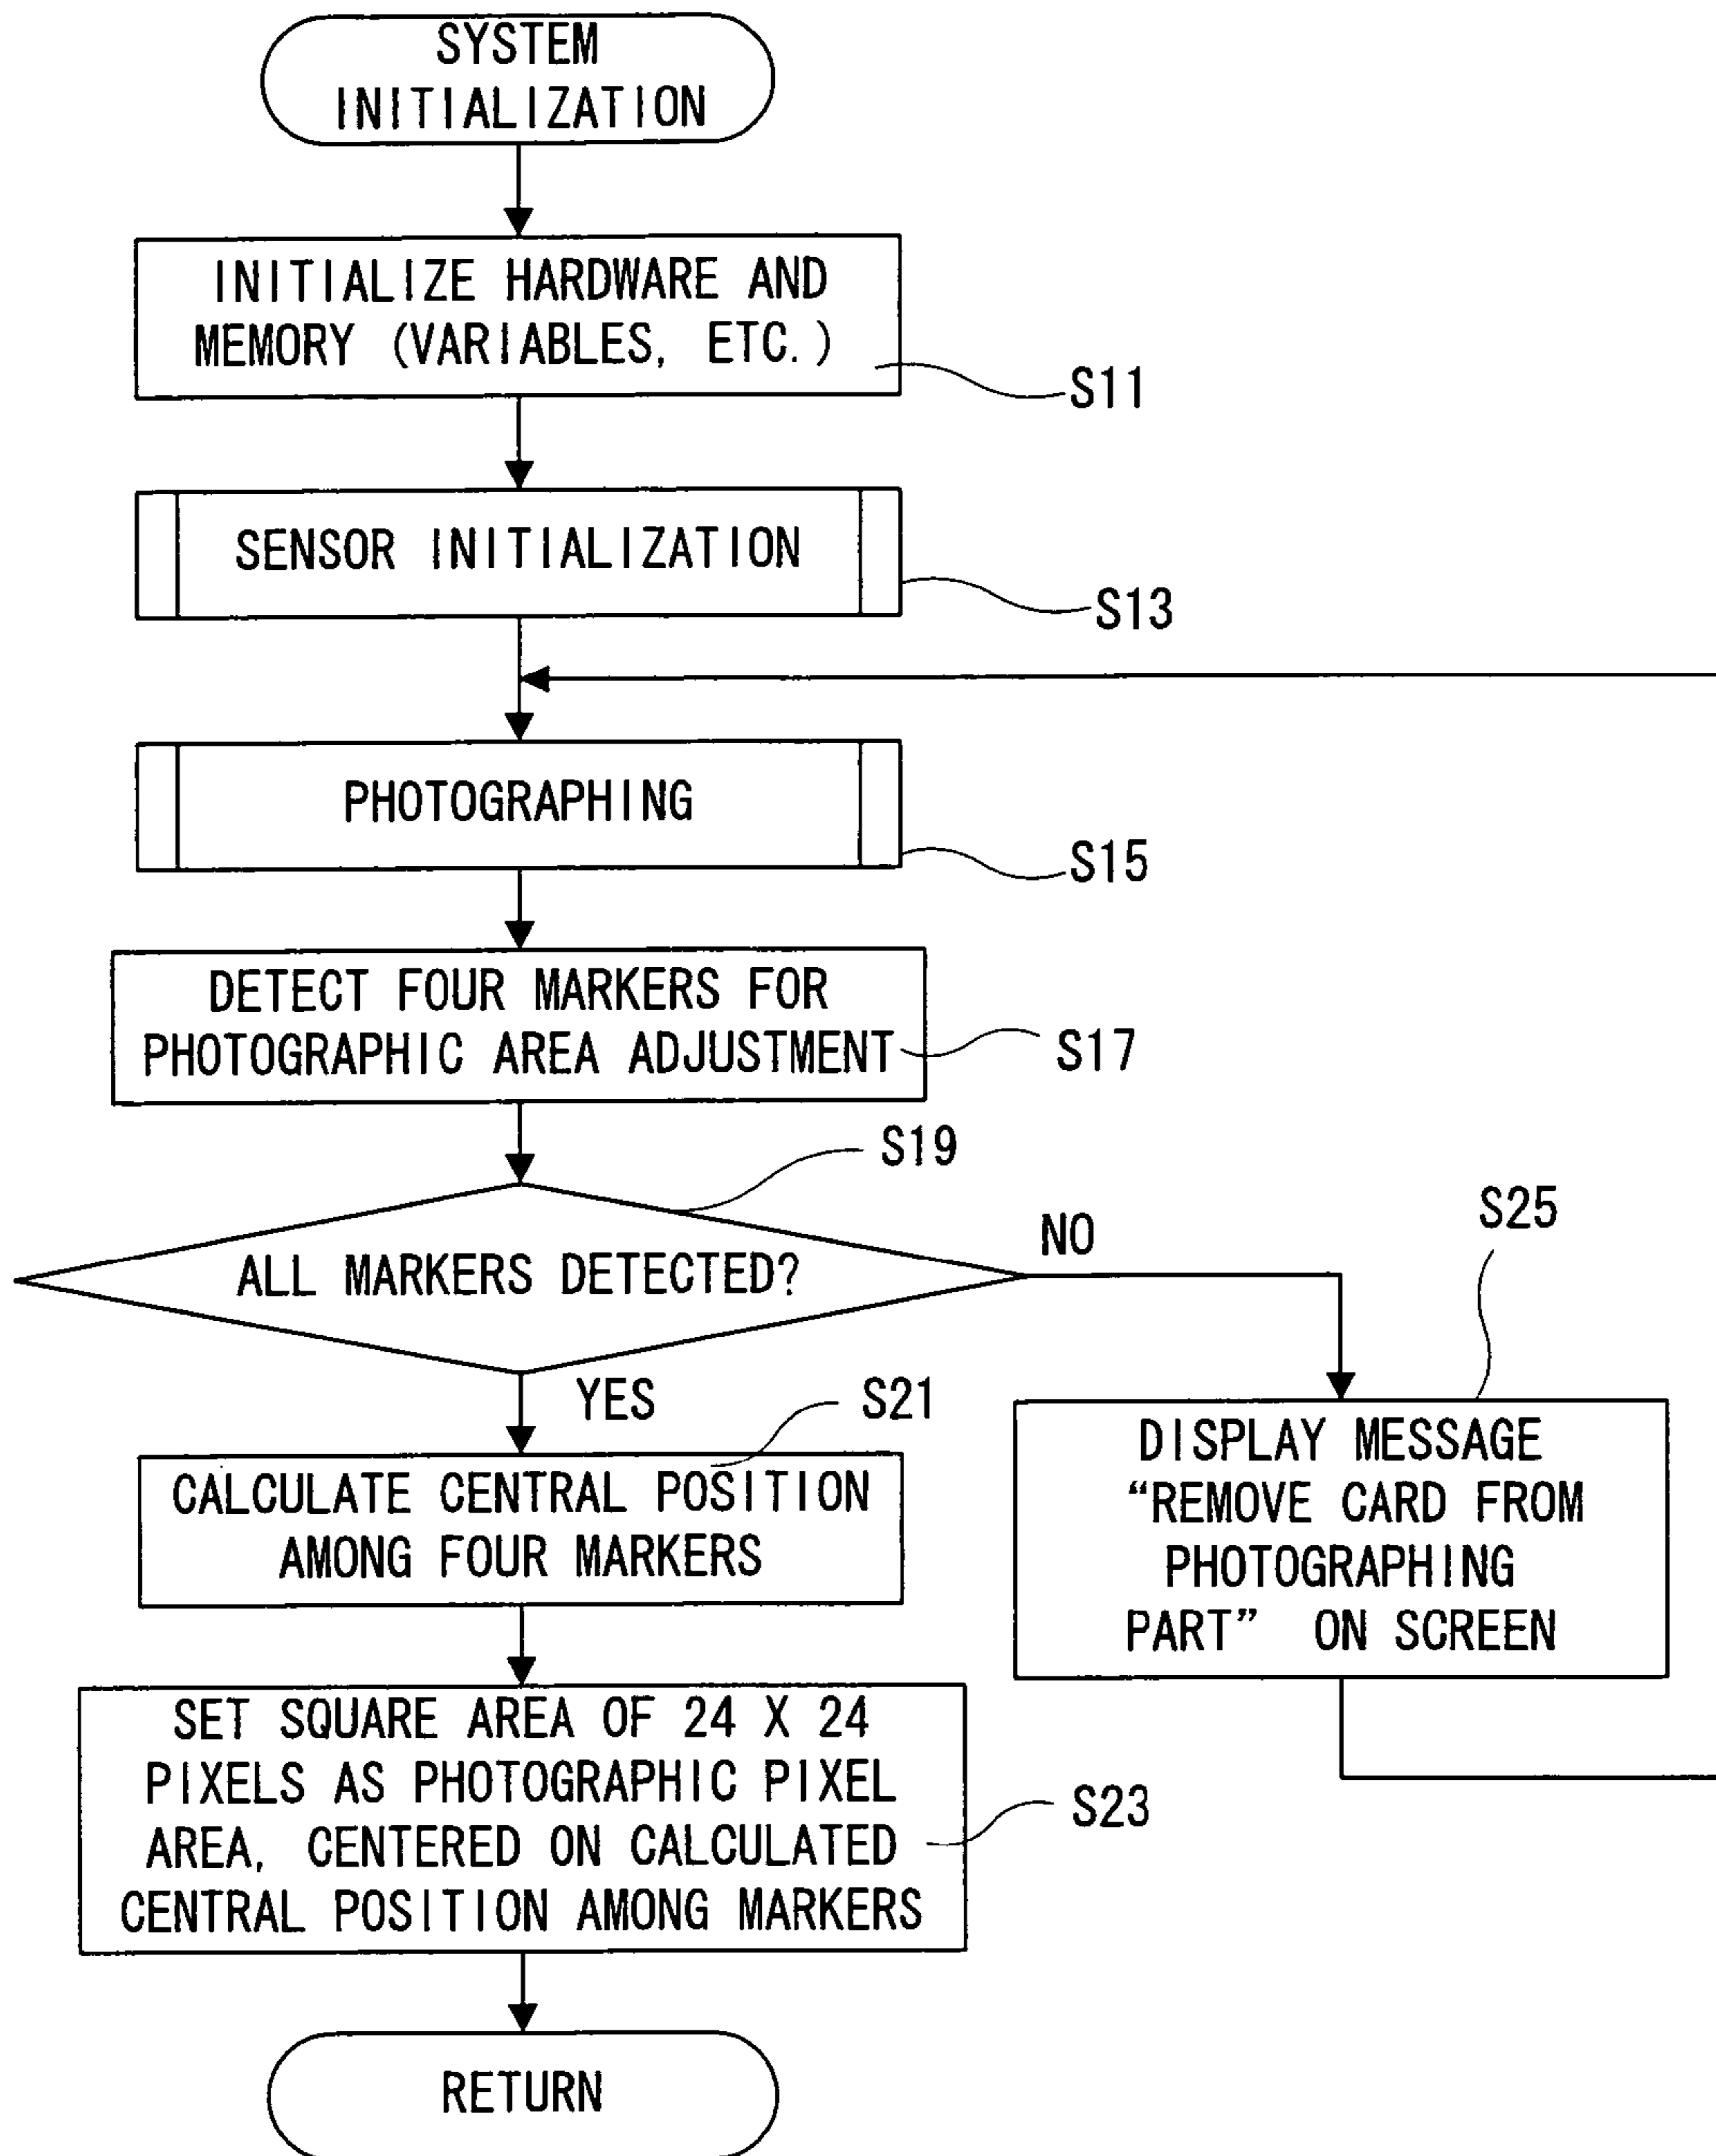 SYSTEM
INITIALIZATION
INITIALIZE HARDWARE AND
MEMORY (VARIABLES, ETC.)
S11
SENSOR INITIALIZATION
S13
PHOTOGRAPHING
S15
DETECT FOUR MARKERS FOR
PHOTOGRAPHIC AREA ADJUSTMENT
S17
S19
ALL MARKERS DETECTED?
NO
YES
S21
CALCULATE CENTRAL POSITION
AMONG FOUR MARKERS
S25
DISPLAY MESSAGE
“REMOVE CARD FROM
PHOTOGRAPHING
PART” ON SCREEN
SET SQUARE AREA OF 24 X 24
PIXELS AS PHOTOGRAPHIC PIXEL
AREA, CENTERED ON CALCULATED
CENTRAL POSITION AMONG MARKERS
S23
RETURN